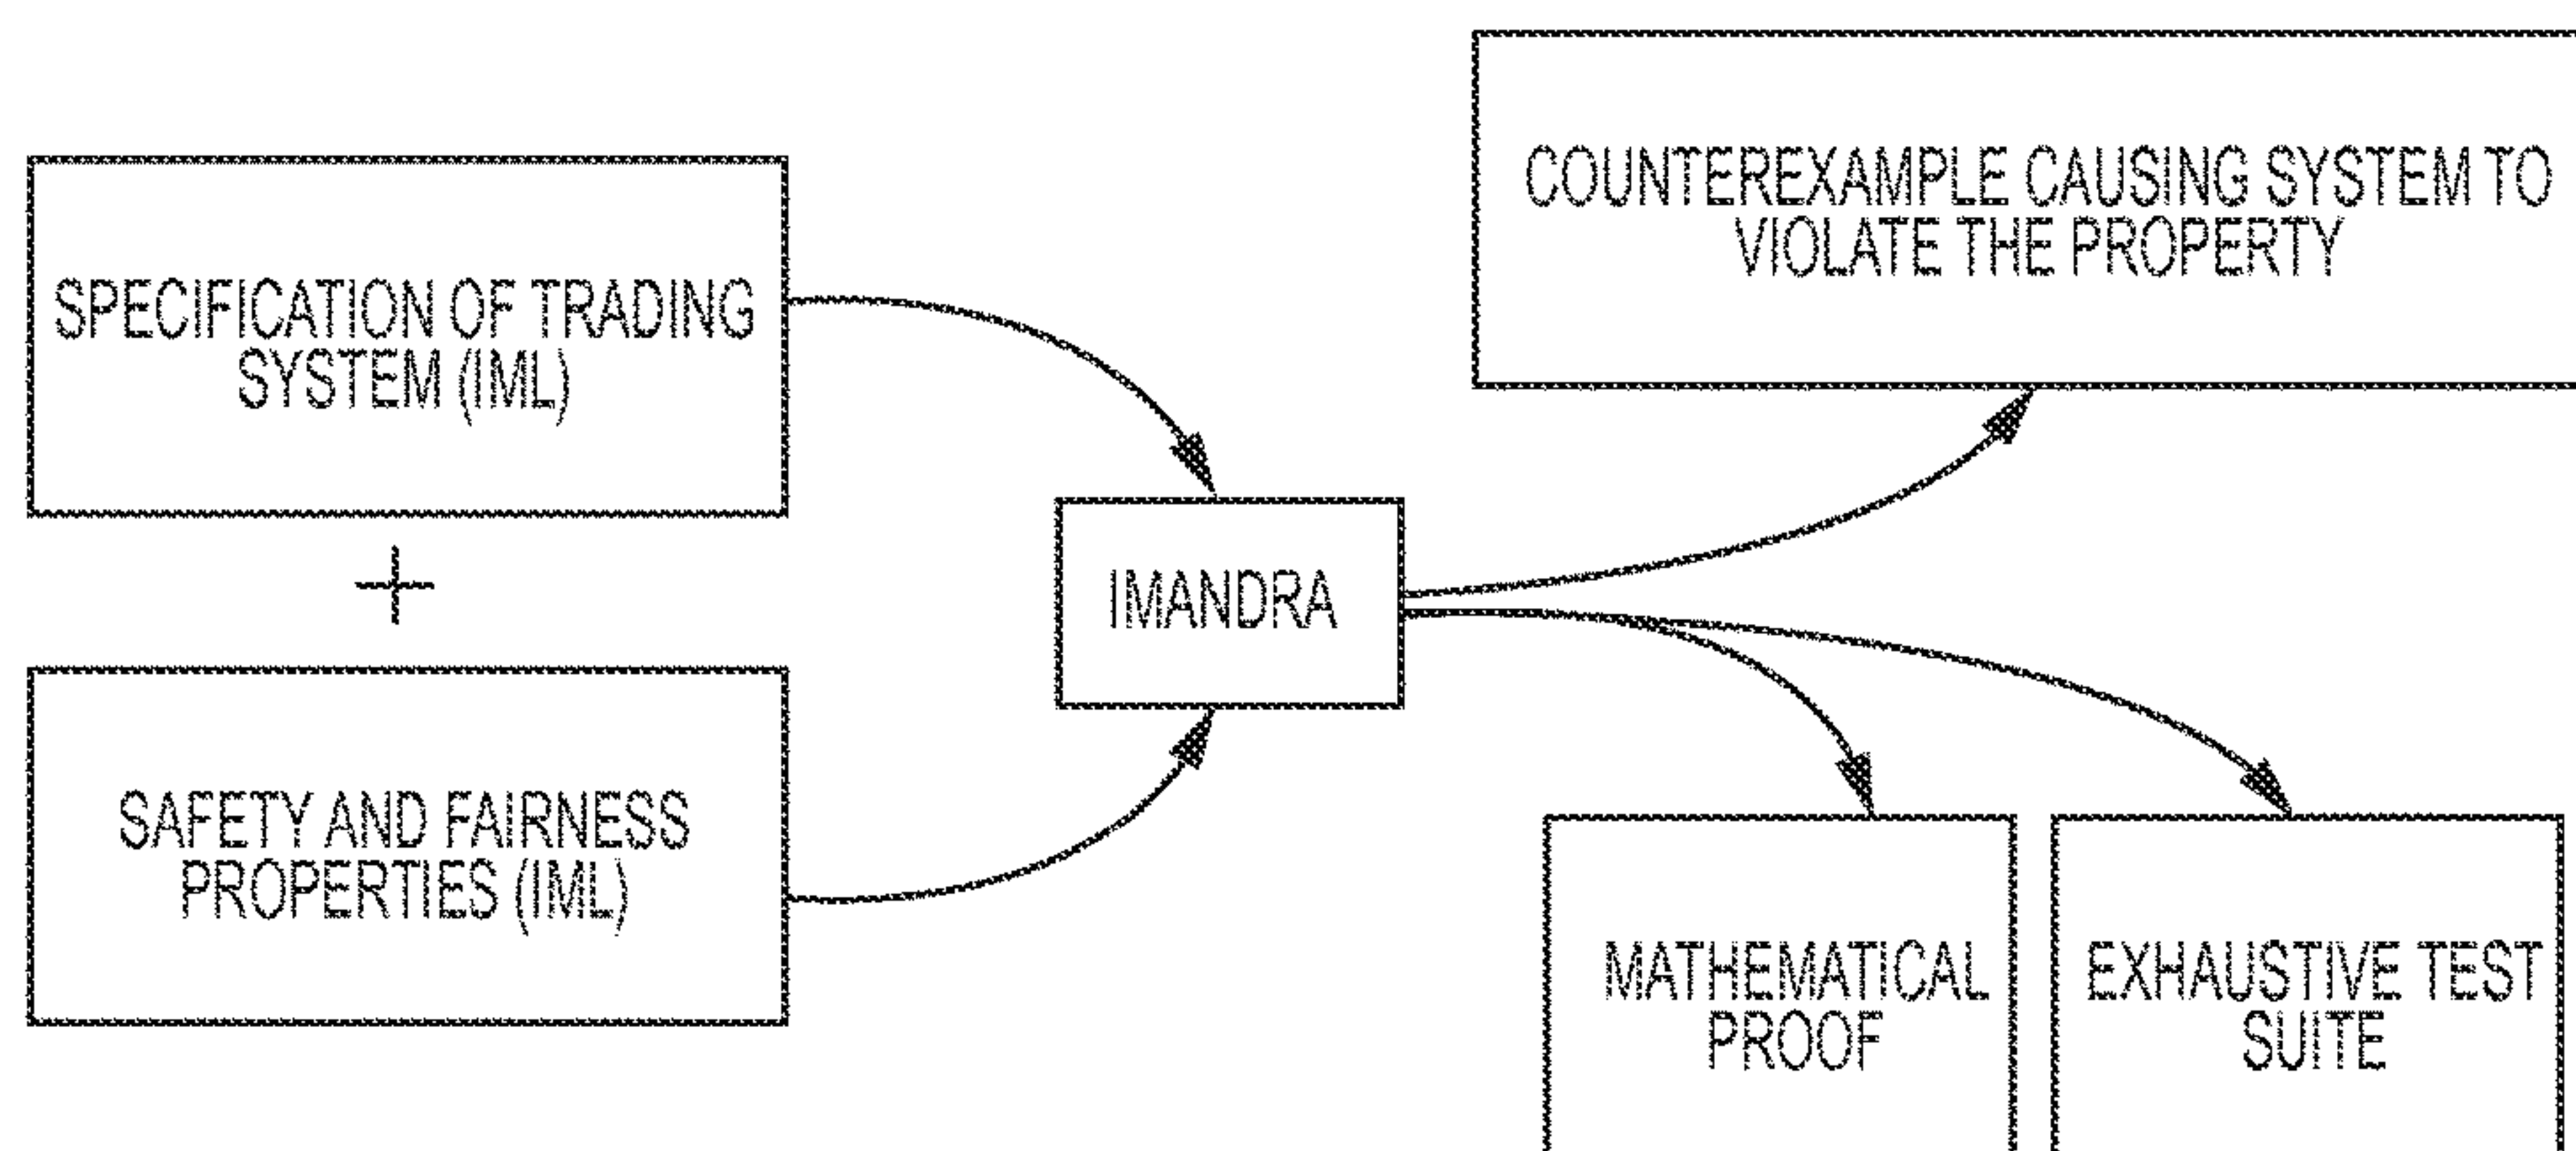 SPECIFICATION OF TRADING
SYSTEM (IML)
+
SAFETY AND FAIRNESS
PROPERTIES (IML)
IMANDRA
COUNTEREXAMPLE CAUSING SYSTEM TO
VIOLATE THE PROPERTY
MATHEMATICAL
PROOF
EXHAUSTIVE TEST
SUITE